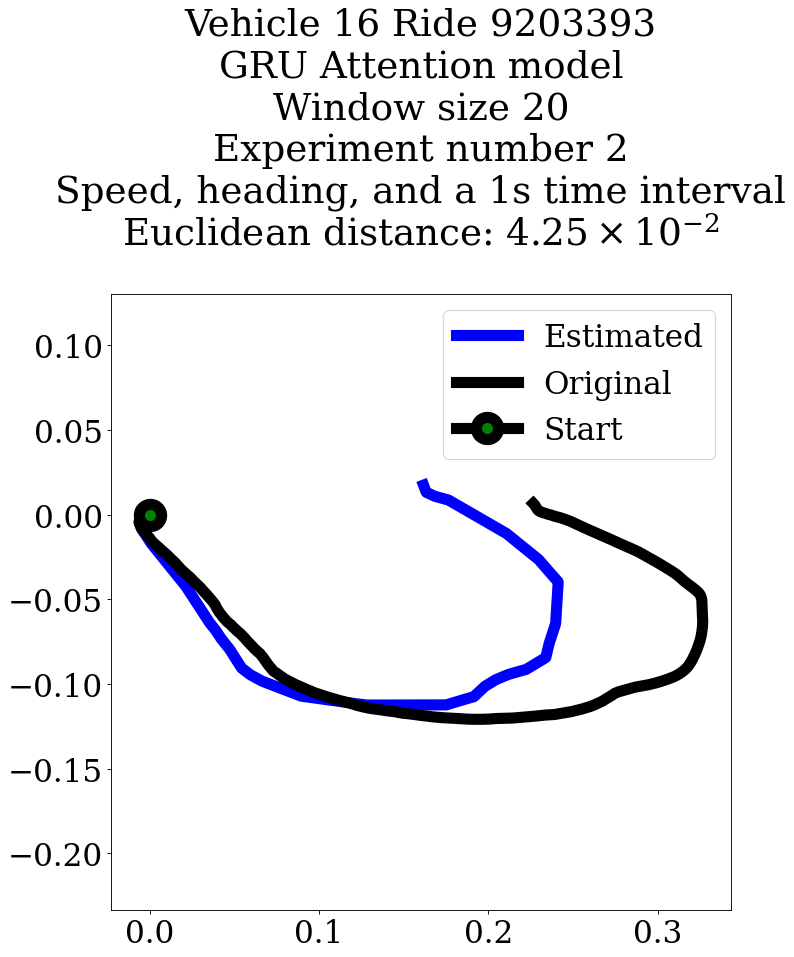 Vehicle 16 Ride 9203393
GRU Attention model
Window size 20
Experiment number 2
Speed, heading, and a 1s time interval
Euclidean distance: 4.25 × 10⁻²
Estimated
Original
Start
0.10
0.05
0.00
−0.05
−0.10
−0.15
−0.20
0.0 0.1 0.2 0.3